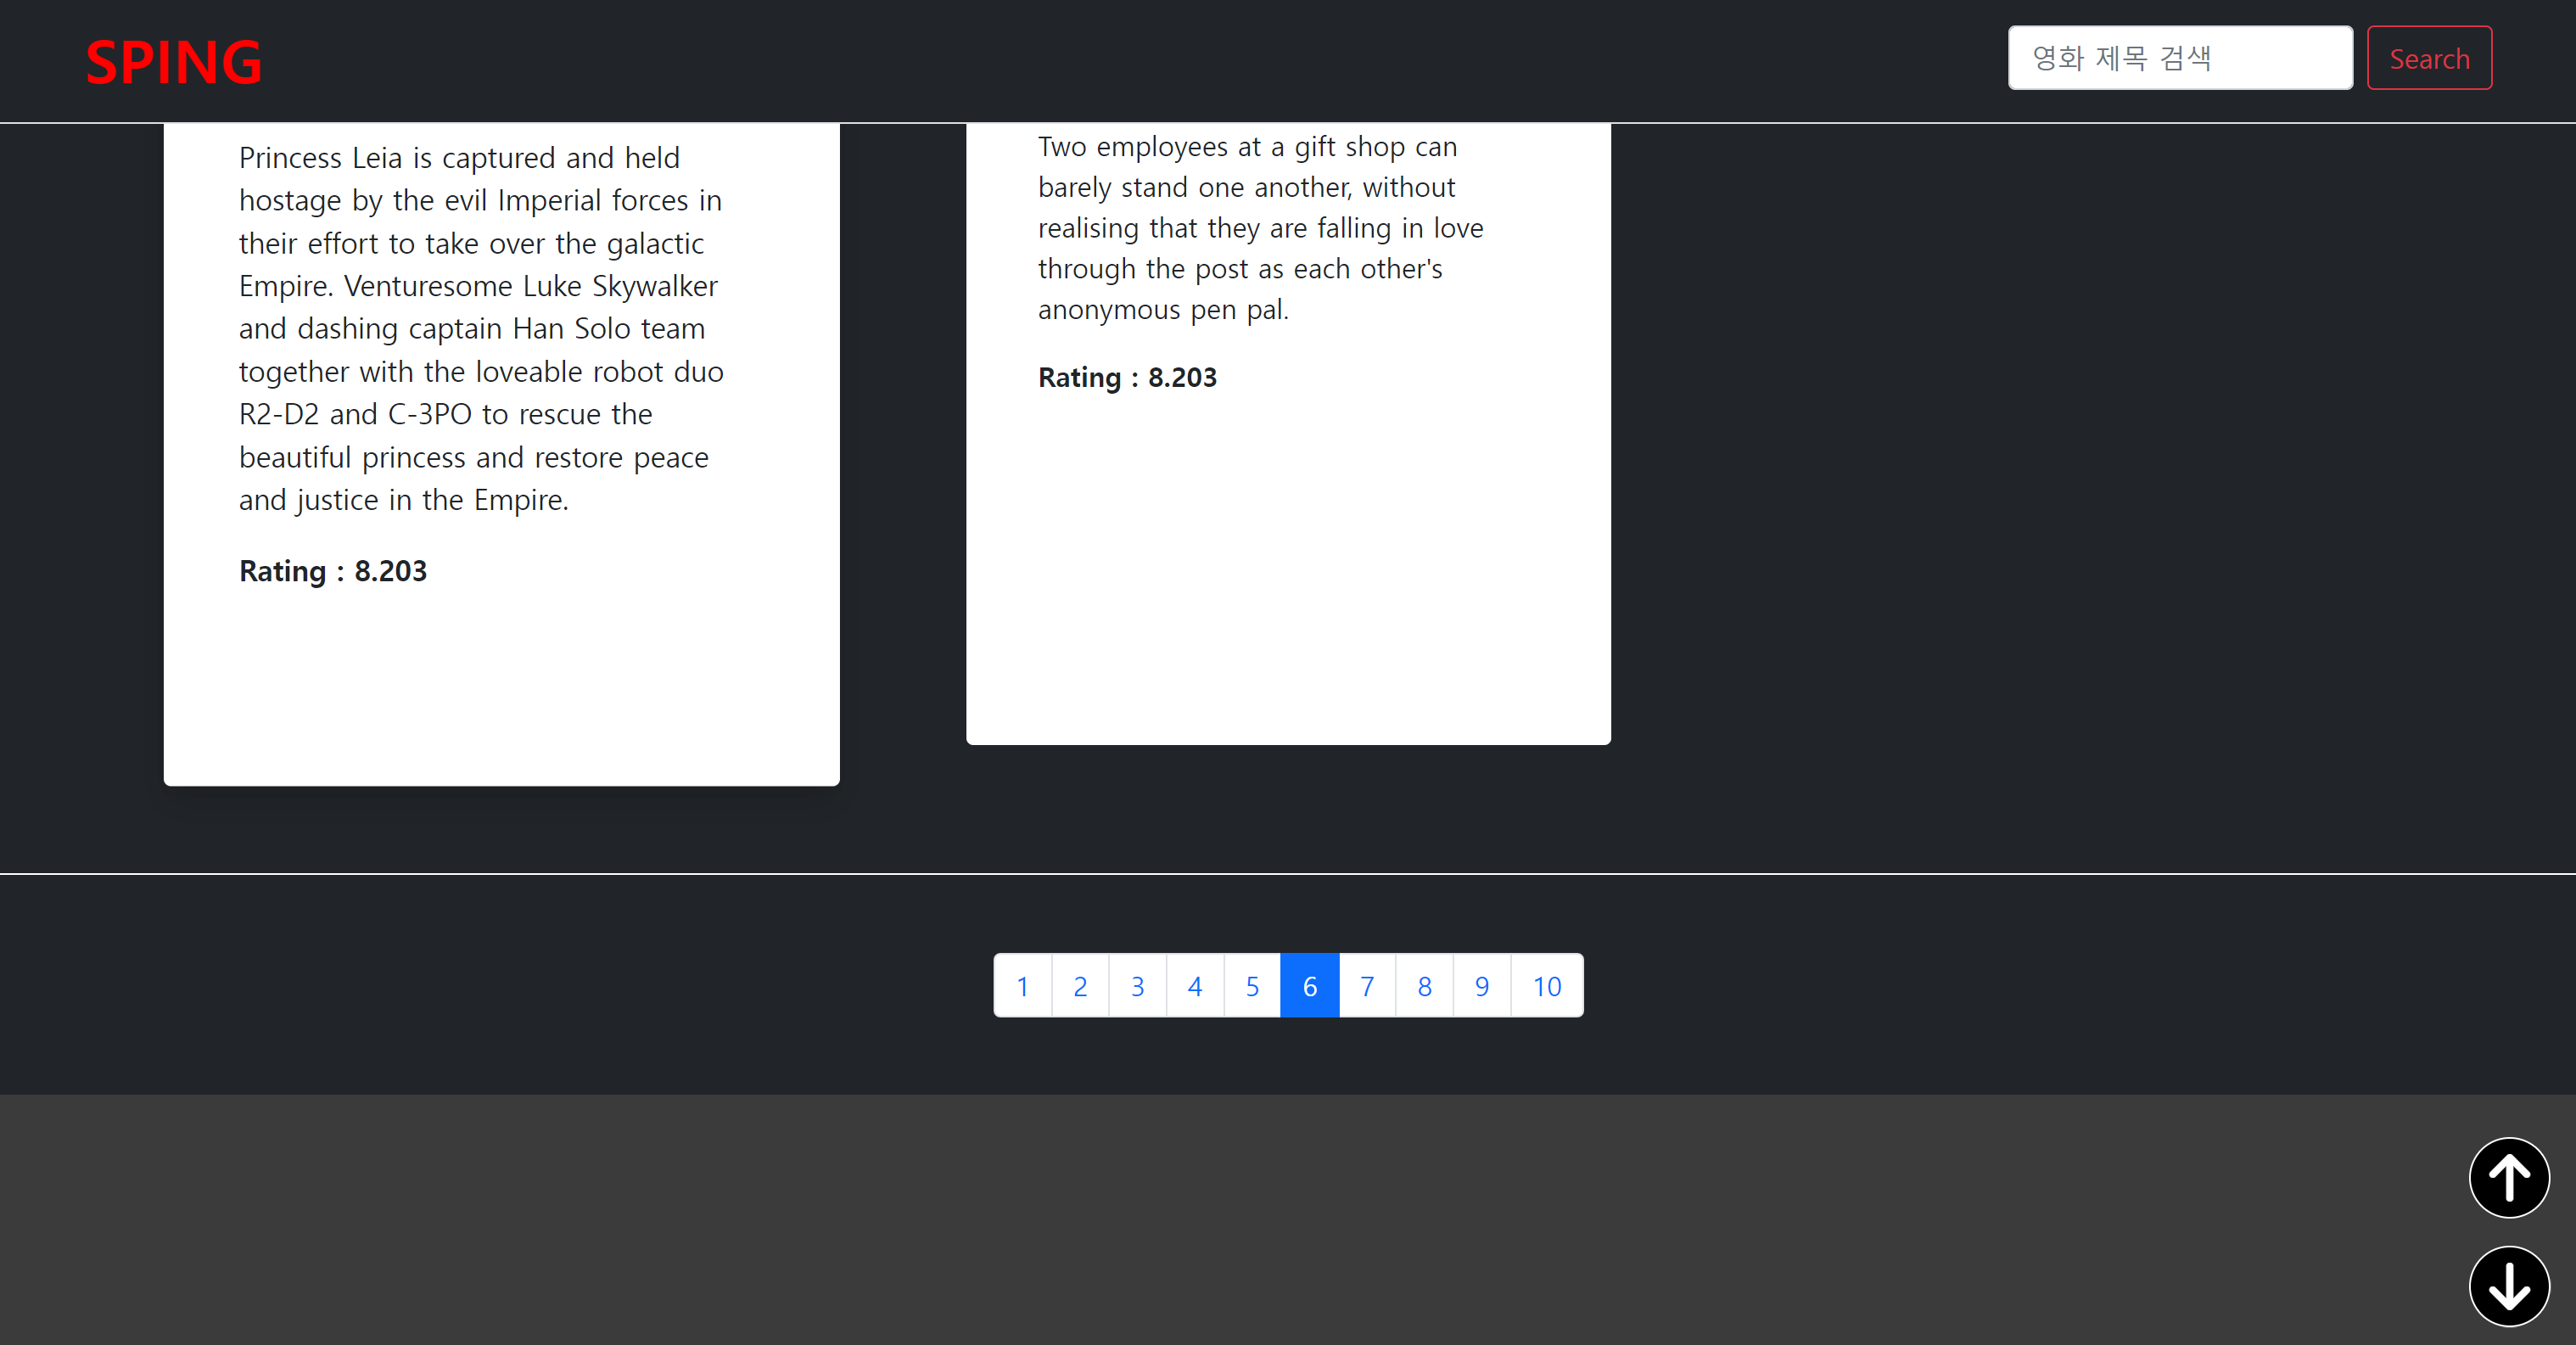 SPING
영화 제목 검색
Search
Princess Leia is captured and held
hostage by the evil Imperial forces in
their effort to take over the galactic
Empire. Venturesome Luke Skywalker
and dashing captain Han Solo team
together with the loveable robot duo
R2-D2 and C-3PO to rescue the
beautiful princess and restore peace
and justice in the Empire.
Rating : 8.203
Two employees at a gift shop can
barely stand one another, without
realising that they are falling in love
through the post as each other's
anonymous pen pal.
Rating : 8.203
1 2 3 4 5 6 7 8 9 10